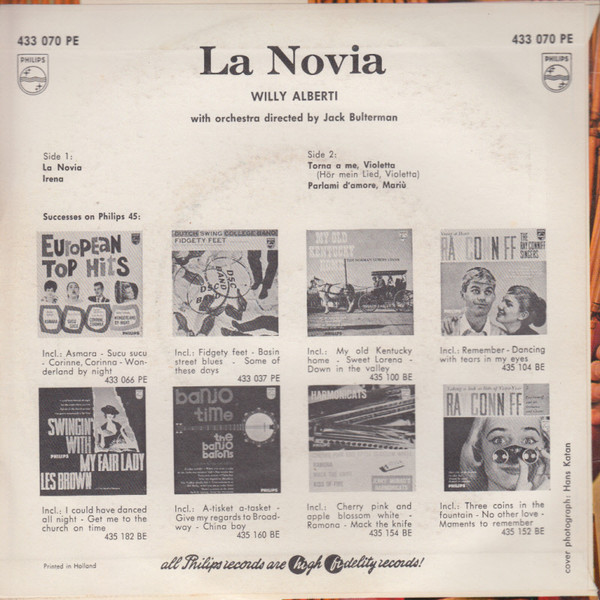 433 070 PE
433 070 PE
PHILIPS
PHILIPS
La Novia
WILLY ALBERTI
with orchestra directed by Jack Bulterman
Side 1:
La Novia
Irena
Side 2:
Torna a me, Violetta
(Hör mein Lied, Violetta)
Parlami d'amore, Mariù
Successes on Philips 45:
EUROPEAN
TOP HITS
DUTCH SWING COLLEGE BAND
FIDGETY FEET
DSC
BAND
MY OLD
KENTUCKY
HOME
RAY CONNIFF
THE
RAY CONNIFF
SINGERS
Incl.: Asmara - Sucu sucu
- Corinne, Corinna - Won-
derland by night
433 066 PE
Incl.: Fidgety feet - Basin
street blues - Some of
these days
433 037 PE
Incl.: My old Kentucky
home - Sweet Lorena -
Down in the valley
435 100 BE
Incl.: Remember - Dancing
with tears in my eyes
435 104 BE
SWINGIN'
WITH
MY FAIR LADY
PHILIPS
LES BROWN
banjo
time
the
banjo
barons
HARMONICATS
RAY CONNIFF
Incl.: I could have danced
all night - Get me to the
church on time
435 182 BE
Incl.: A-tisket a-tasket -
Give my regards to Broad-
way - China boy
435 160 BE
Incl.: Cherry pink and
apple blossom white -
Ramona - Mack the knife
435 154 BE
Incl.: Three coins in the
fountain - No other love -
Moments to remember
435 152 BE
cover photograph: Hans Katan
Printed in Holland
all Philips records are high fidelity records!